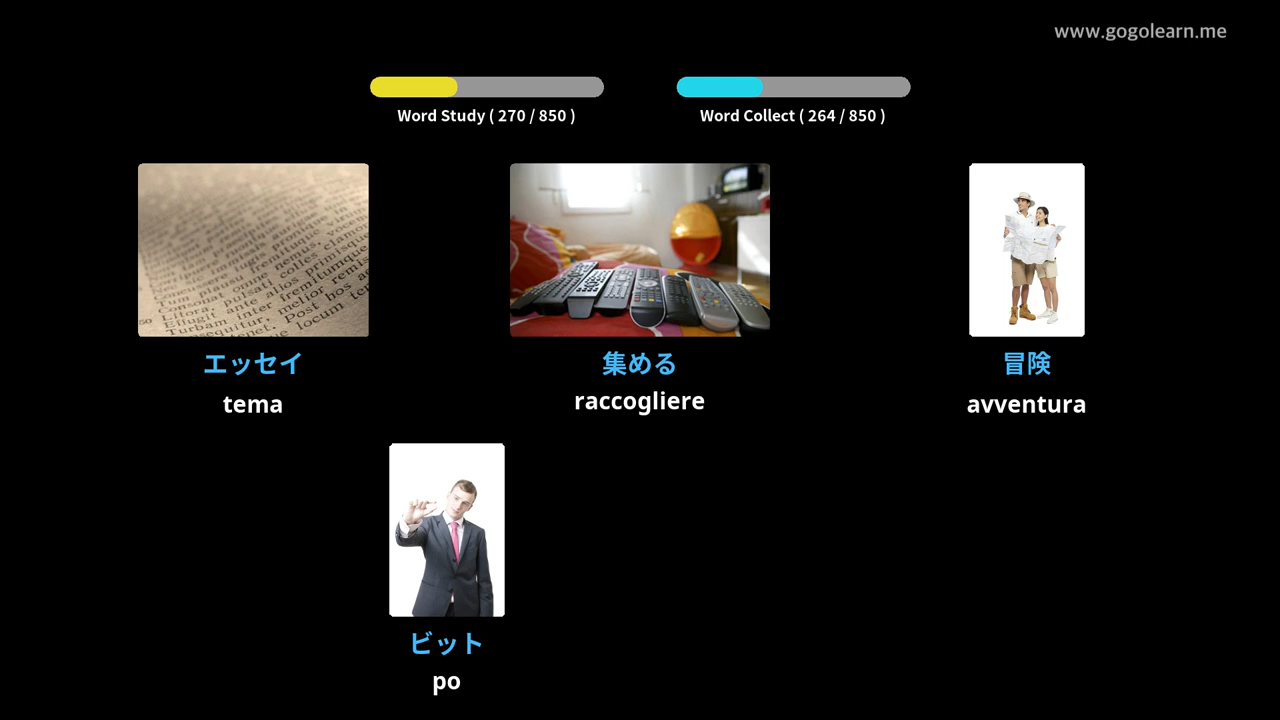 www.gogolearn.me
Word Study ( 270 / 850 )
Word Collect ( 264 / 850 )
エッセイ
tema
集める
raccogliere
冒険
avventura
ビット
po